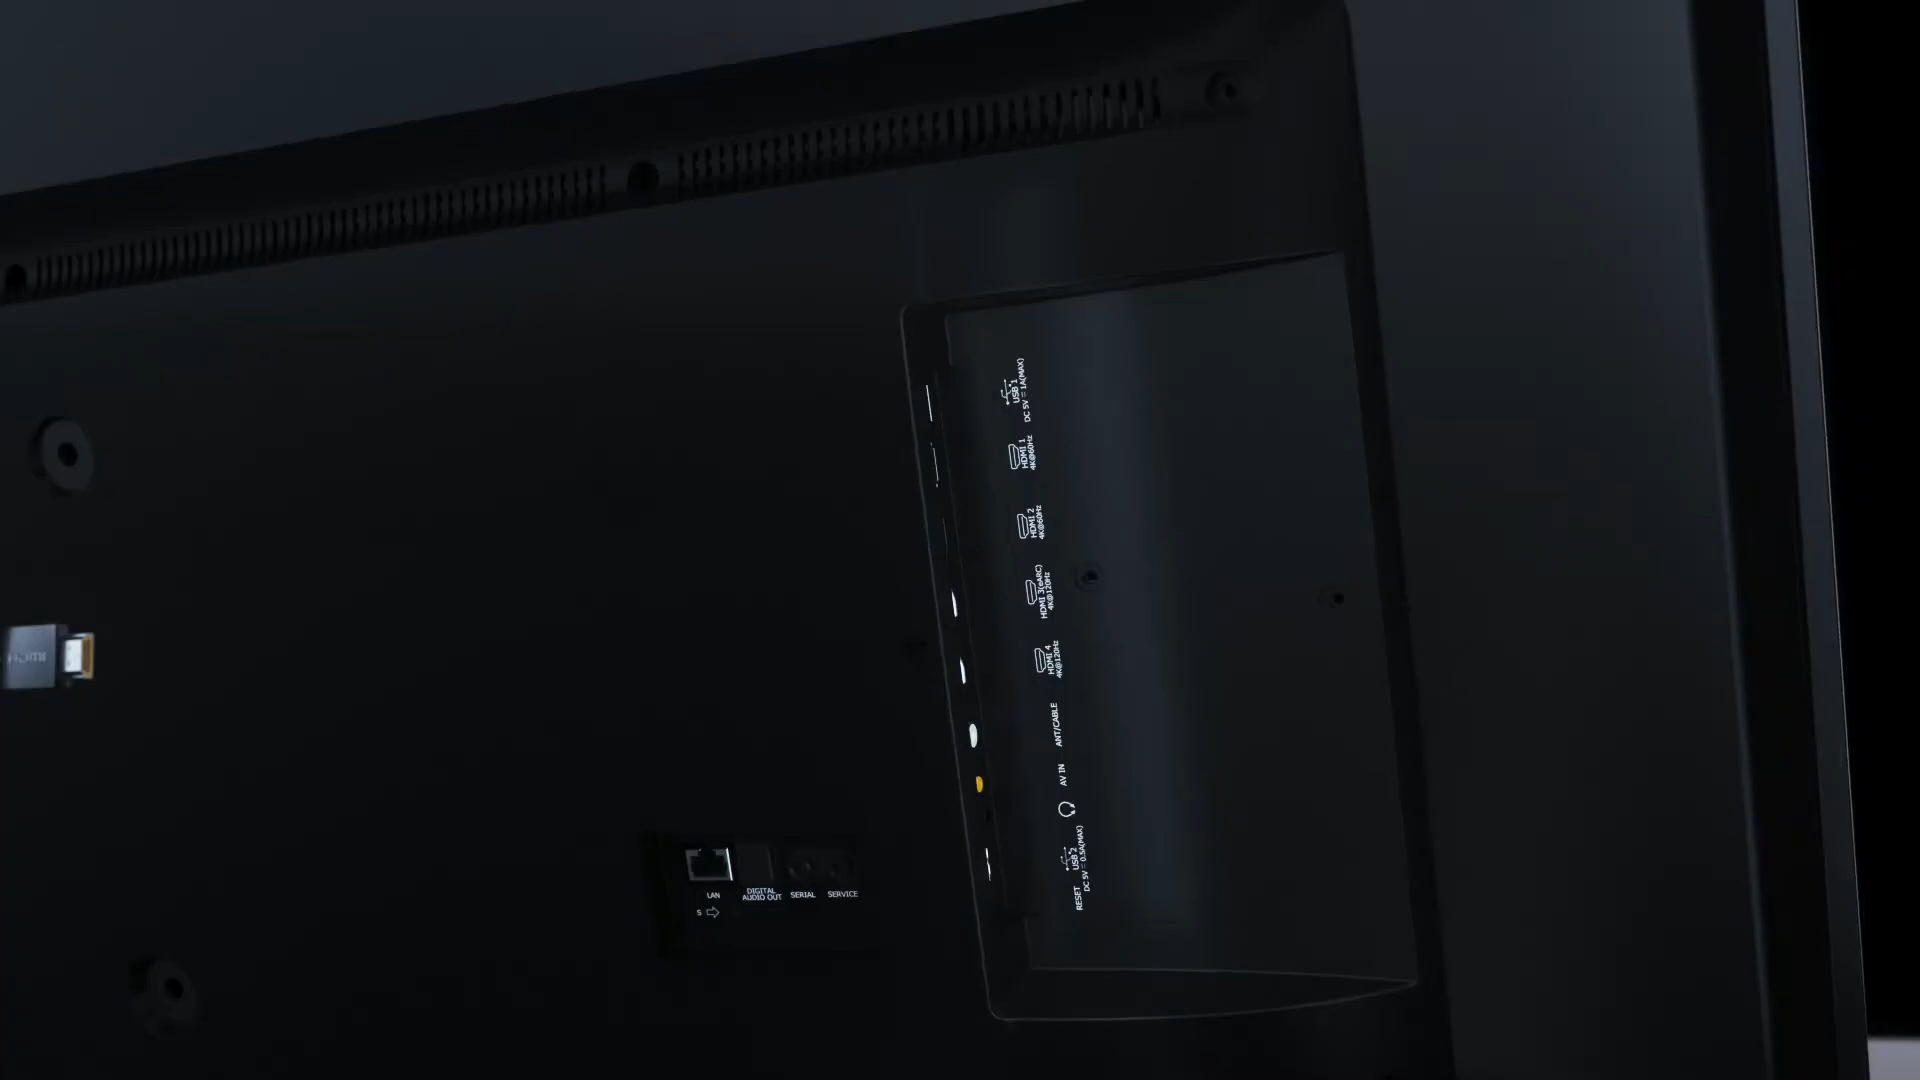 USB 1
DC 5V = 1A(MAX)
HDMI 1
4K@60Hz
HDMI 2
4K@60Hz
HDMI 3(eARC)
4K@120Hz
HDMI 4
4K@120Hz
ANT/CABLE
AV IN
USB 2
DC 5V = 0.5A(MAX)
RESET
HDMI
LAN
DIGITAL
AUDIO OUT
SERIAL
SERVICE
S